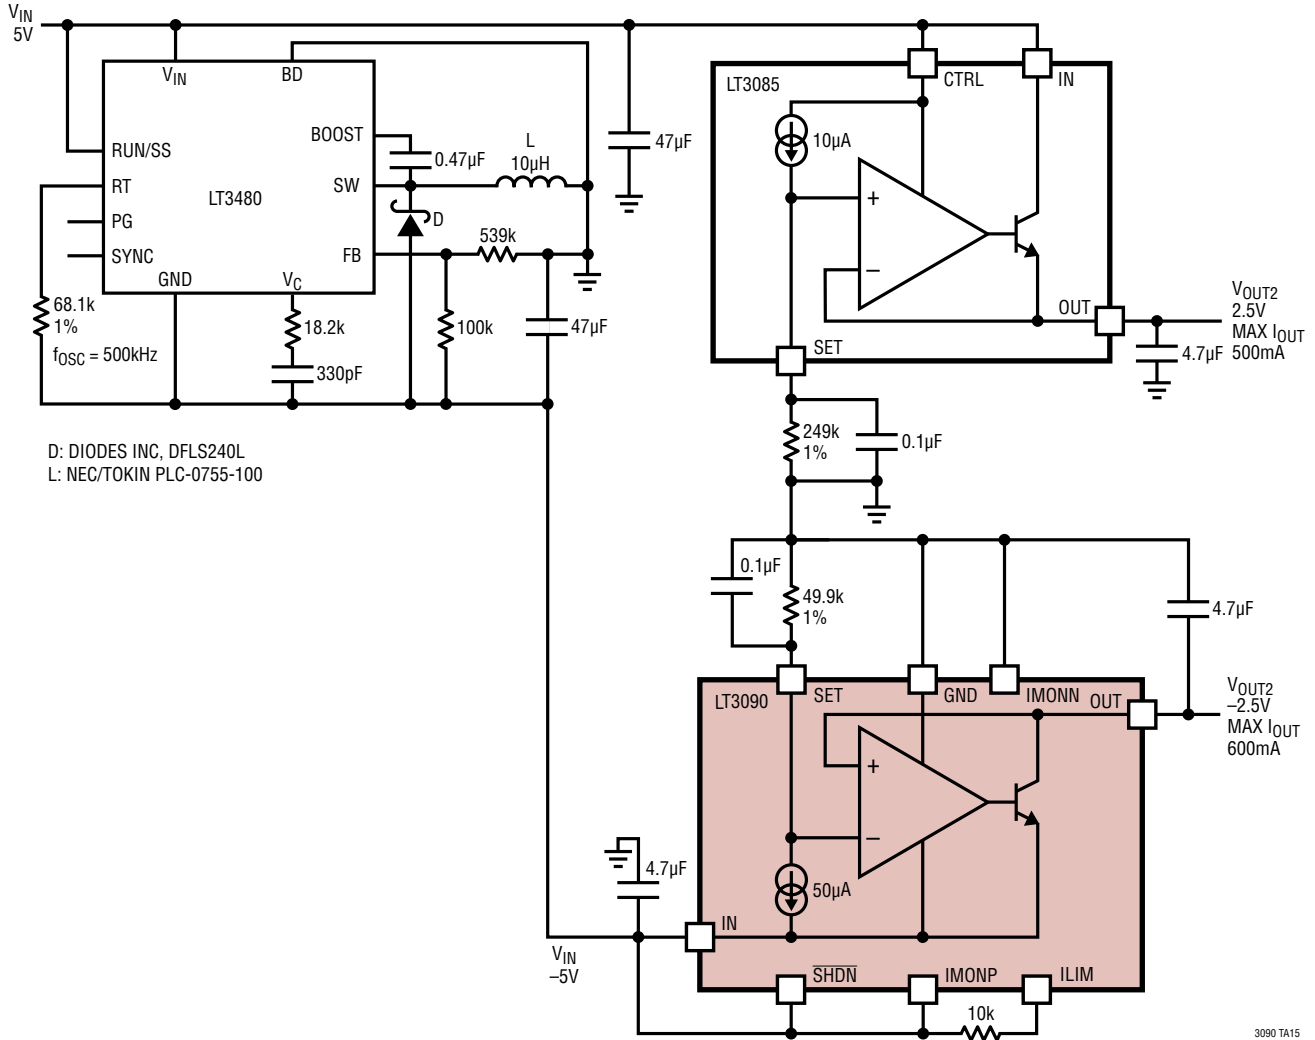 VIN
5V
VIN
BD
RUN/SS
RT
PG
SYNC
GND
VC
LT3480
BOOST
SW
FB
0.47µF
L
10µH
D
539k
47µF
68.1k
1%
fOSC = 500kHz
18.2k
330pF
100k
47µF
D: DIODES INC, DFLS240L
L: NEC/TOKIN PLC-0755-100
LT3085
CTRL
IN
10µA
+
–
OUT
SET
VOUT2
2.5V
MAX IOUT
500mA
4.7µF
249k
1%
0.1µF
0.1µF
49.9k
1%
4.7µF
LT3090
SET
GND
IMONN
OUT
VOUT2
–2.5V
MAX IOUT
600mA
+
–
50µA
4.7µF
IN
VIN
–5V
SHDN
IMONP
ILIM
10k
3090 TA15